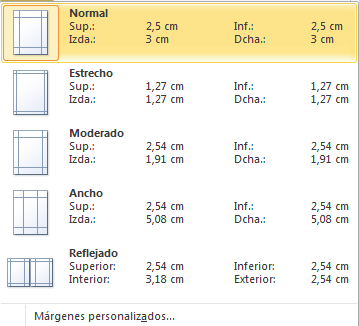 Normal
Sup.: 2,5 cm Inf.: 2,5 cm
Izda.: 3 cm Dcha.: 3 cm
Estrecho
Sup.: 1,27 cm Inf.: 1,27 cm
Izda.: 1,27 cm Dcha.: 1,27 cm
Moderado
Sup.: 2,54 cm Inf.: 2,54 cm
Izda.: 1,91 cm Dcha.: 1,91 cm
Ancho
Sup.: 2,54 cm Inf.: 2,54 cm
Izda.: 5,08 cm Dcha.: 5,08 cm
Reflejado
Superior: 2,54 cm Inferior: 2,54 cm
Interior: 3,18 cm Exterior: 2,54 cm
Márgenes personalizados...